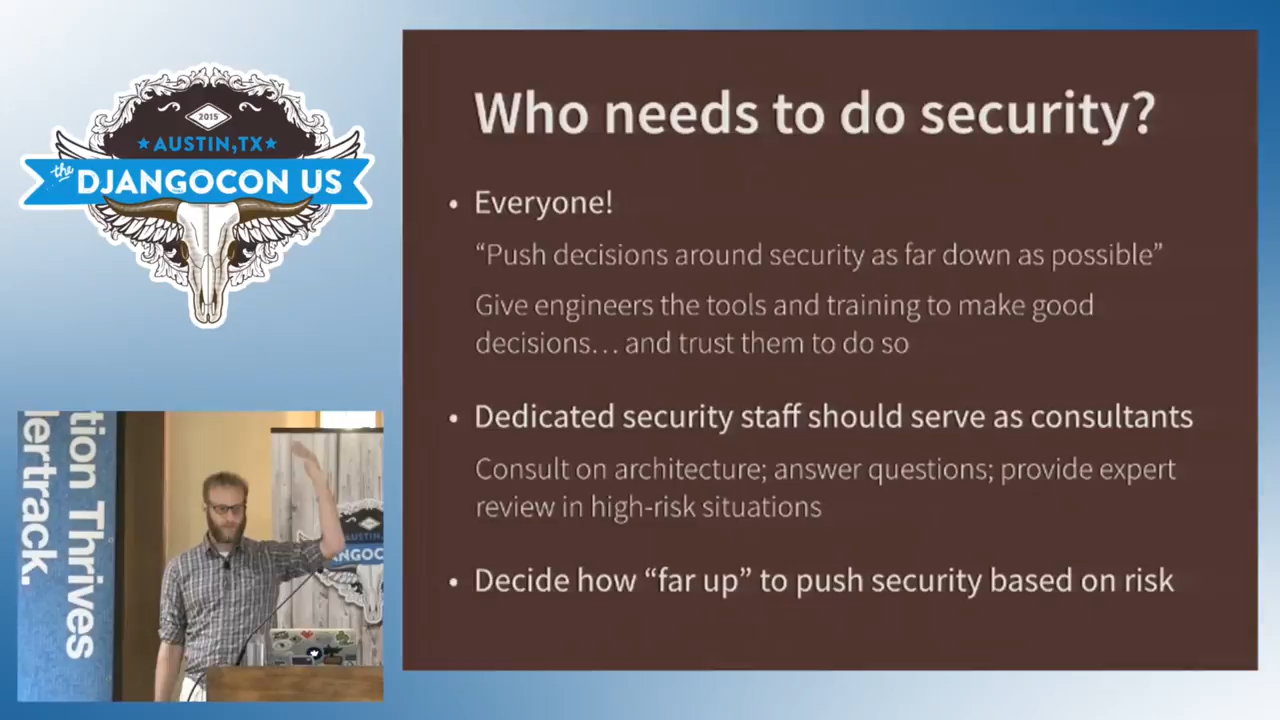 2015
AUSTIN, TX
the
DJANGOCON US
Who needs to do security?
• Everyone!
“Push decisions around security as far down as possible”
Give engineers the tools and training to make good
decisions… and trust them to do so
• Dedicated security staff should serve as consultants
Consult on architecture; answer questions; provide expert
review in high-risk situations
• Decide how “far up” to push security based on risk
tion Thrives
lertrack.
AUSTIN,
NGOC